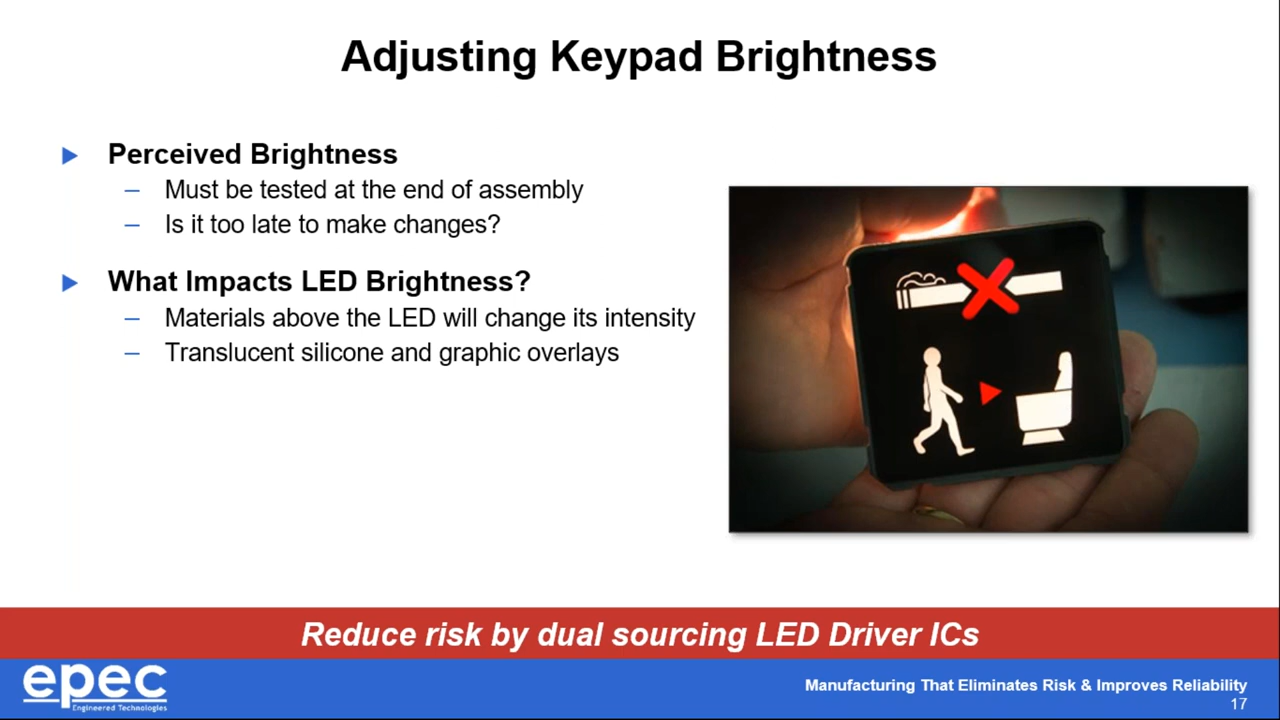 Adjusting Keypad Brightness
Perceived Brightness
– Must be tested at the end of assembly
– Is it too late to make changes?
What Impacts LED Brightness?
– Materials above the LED will change its intensity
– Translucent silicone and graphic overlays
Reduce risk by dual sourcing LED Driver ICs
epec
Engineered Technologies
Manufacturing That Eliminates Risk & Improves Reliability
17